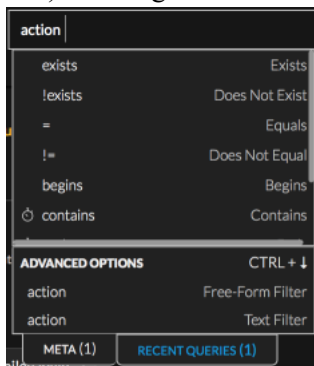 action
exists Exists
!exists Does Not Exist
= Equals
!= Does Not Equal
begins Begins
contains Contains
ADVANCED OPTIONS CTRL + ↓
action Free-Form Filter
action Text Filter
META (1) RECENT QUERIES (1)